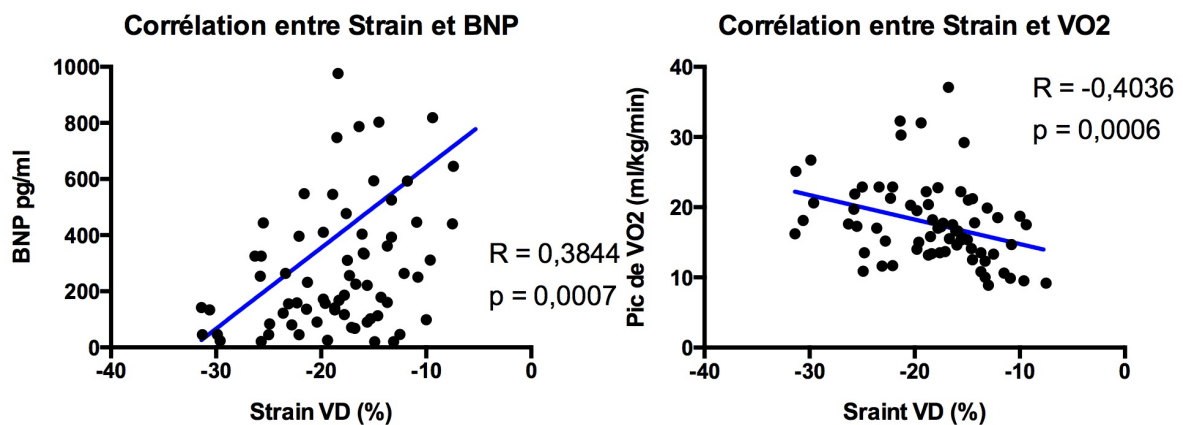 Corrélation entre Strain et BNP
1000
800
600
400
200
0
-40
-30
-20
-10
0
BNP pg/ml
Strain VD (%)
R = 0,3844
p = 0,0007
Corrélation entre Strain et VO2
40
30
20
10
0
-40
-30
-20
-10
0
Pic de VO2 (ml/kg/min)
Sraint VD (%)
R = -0,4036
p = 0,0006